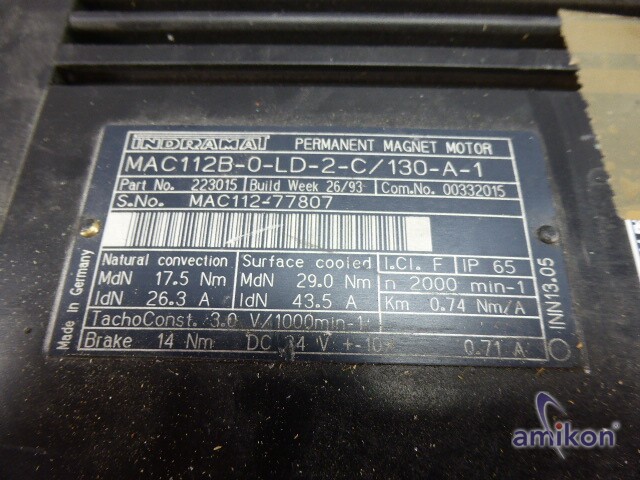 INDRAMAT PERMANENT MAGNET MOTOR
MAC112B-0-LD-2-C/130-A-1
Part No. 223015 Build Week 26/93 Com.No. 00332015
S.No. MAC112-77807
Natural convection Surface cooled I.Cl. F IP 65
MdN 17.5 Nm MdN 29.0 Nm n 2000 min-1
IdN 26.3 A IdN 43.5 A Km 0.74 Nm/A
TachoConst. 3.0 V/1000min-1
Brake 14 Nm DC V +-10 0.71 A
Made in Germany
INN13.05
amikon